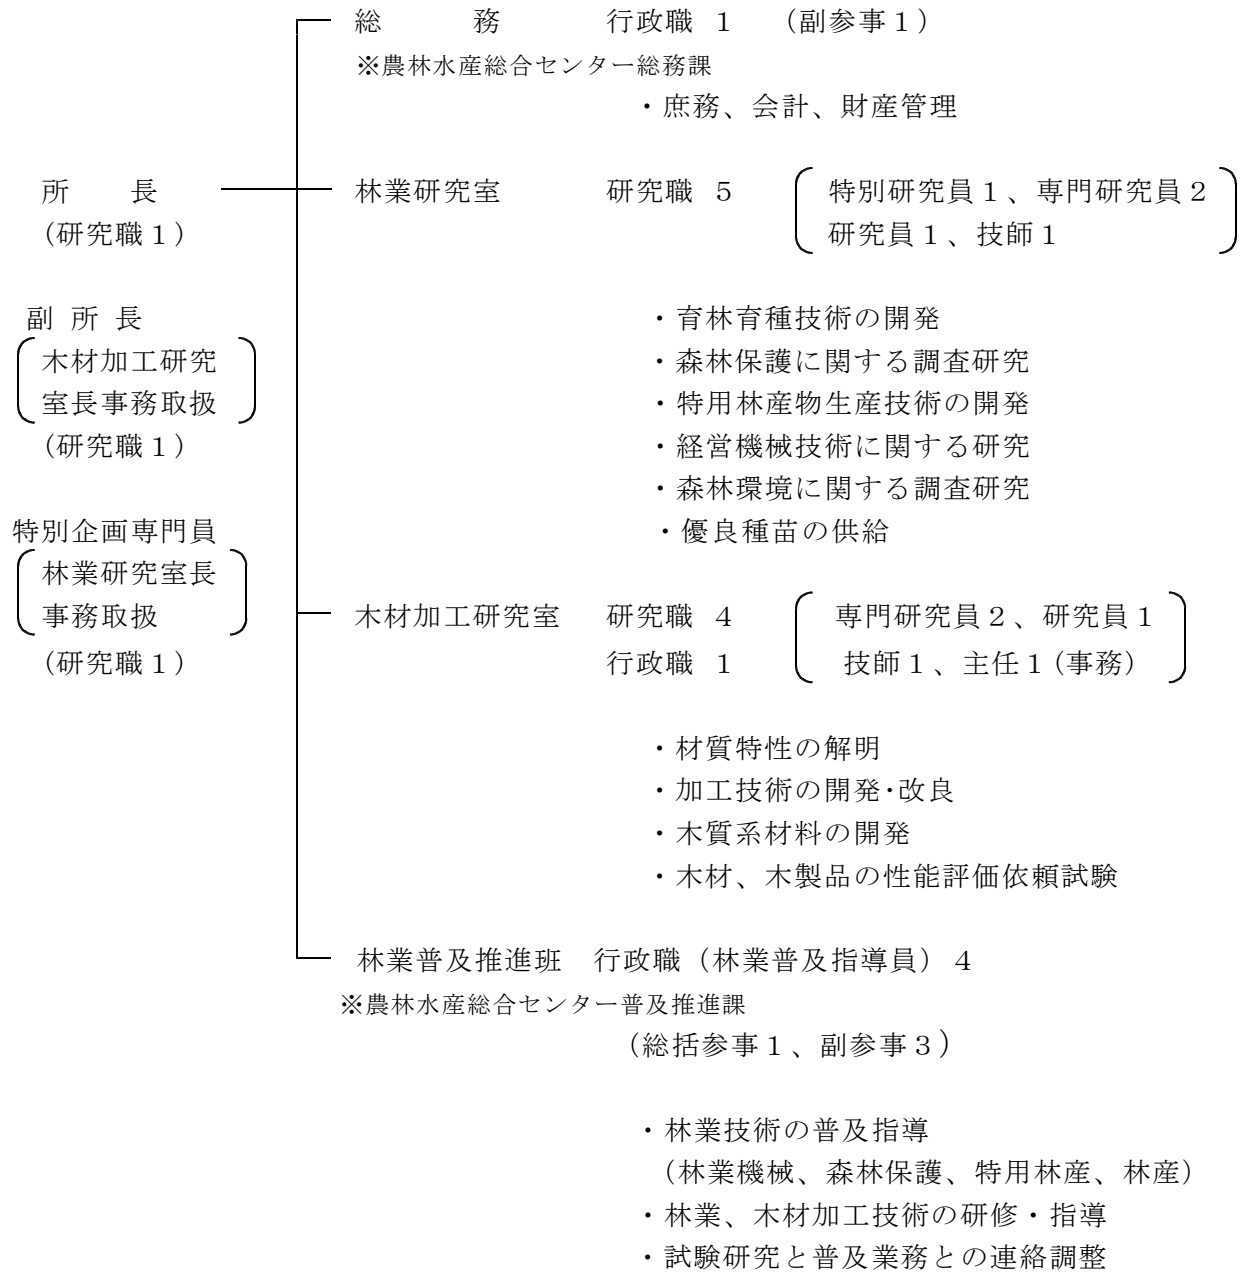 総　　務　行政職 １　（副参事１）
※農林水産総合センター総務課
・庶務、会計、財産管理
所　　長
（研究職１）
林業研究室　研究職 ５　特別研究員１、専門研究員２
研究員１、技師１
副 所 長
木材加工研究
室長事務取扱
（研究職１）
・育林育種技術の開発
・森林保護に関する調査研究
・特用林産物生産技術の開発
・経営機械技術に関する研究
・森林環境に関する調査研究
・優良種苗の供給
特別企画専門員
林業研究室長
事務取扱
（研究職１）
木材加工研究室　研究職 ４　専門研究員２、研究員１
行政職 １　技師１、主任１（事務）
・材質特性の解明
・加工技術の開発･改良
・木質系材料の開発
・木材、木製品の性能評価依頼試験
林業普及推進班　行政職（林業普及指導員）４
※農林水産総合センター普及推進課
（総括参事１、副参事３）
・林業技術の普及指導
（林業機械、森林保護、特用林産、林産）
・林業、木材加工技術の研修・指導
・試験研究と普及業務との連絡調整